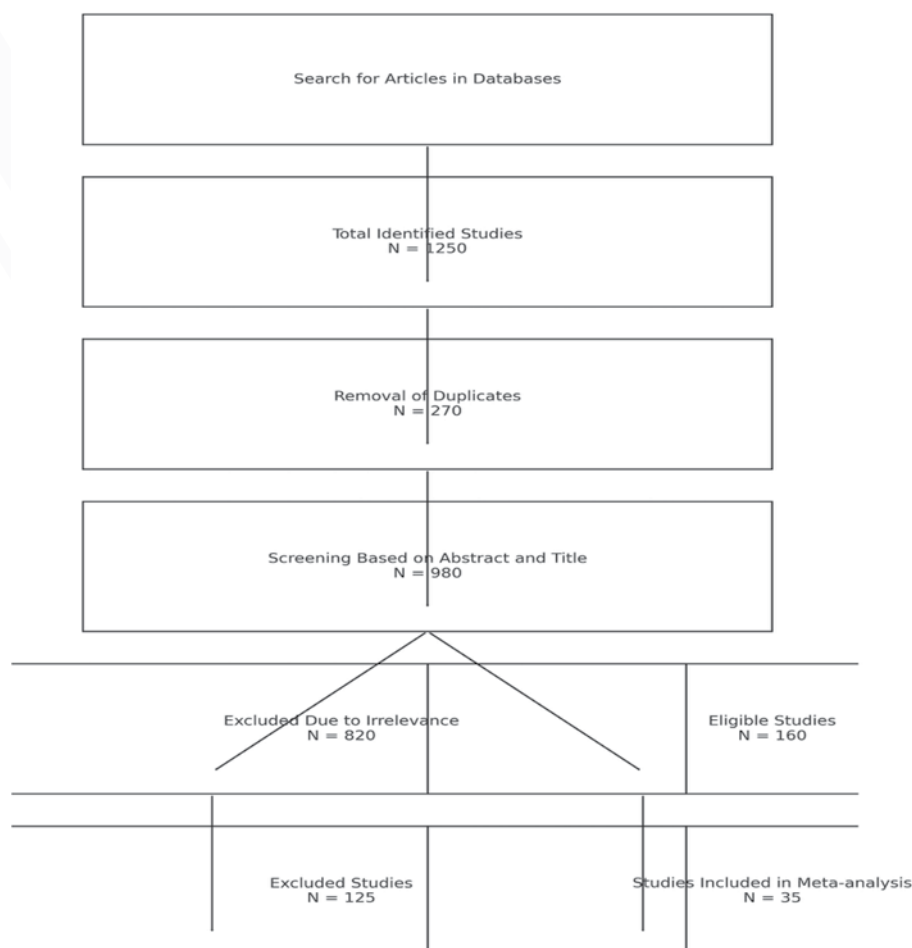 Search for Articles in Databases
Total Identified Studies
N = 1250
Removal of Duplicates
N = 270
Screening Based on Abstract and Title
N = 980
Excluded Due to Irrelevance
N = 820
Eligible Studies
N = 160
Excluded Studies
N = 125
Studies Included in Meta-analysis
N = 35